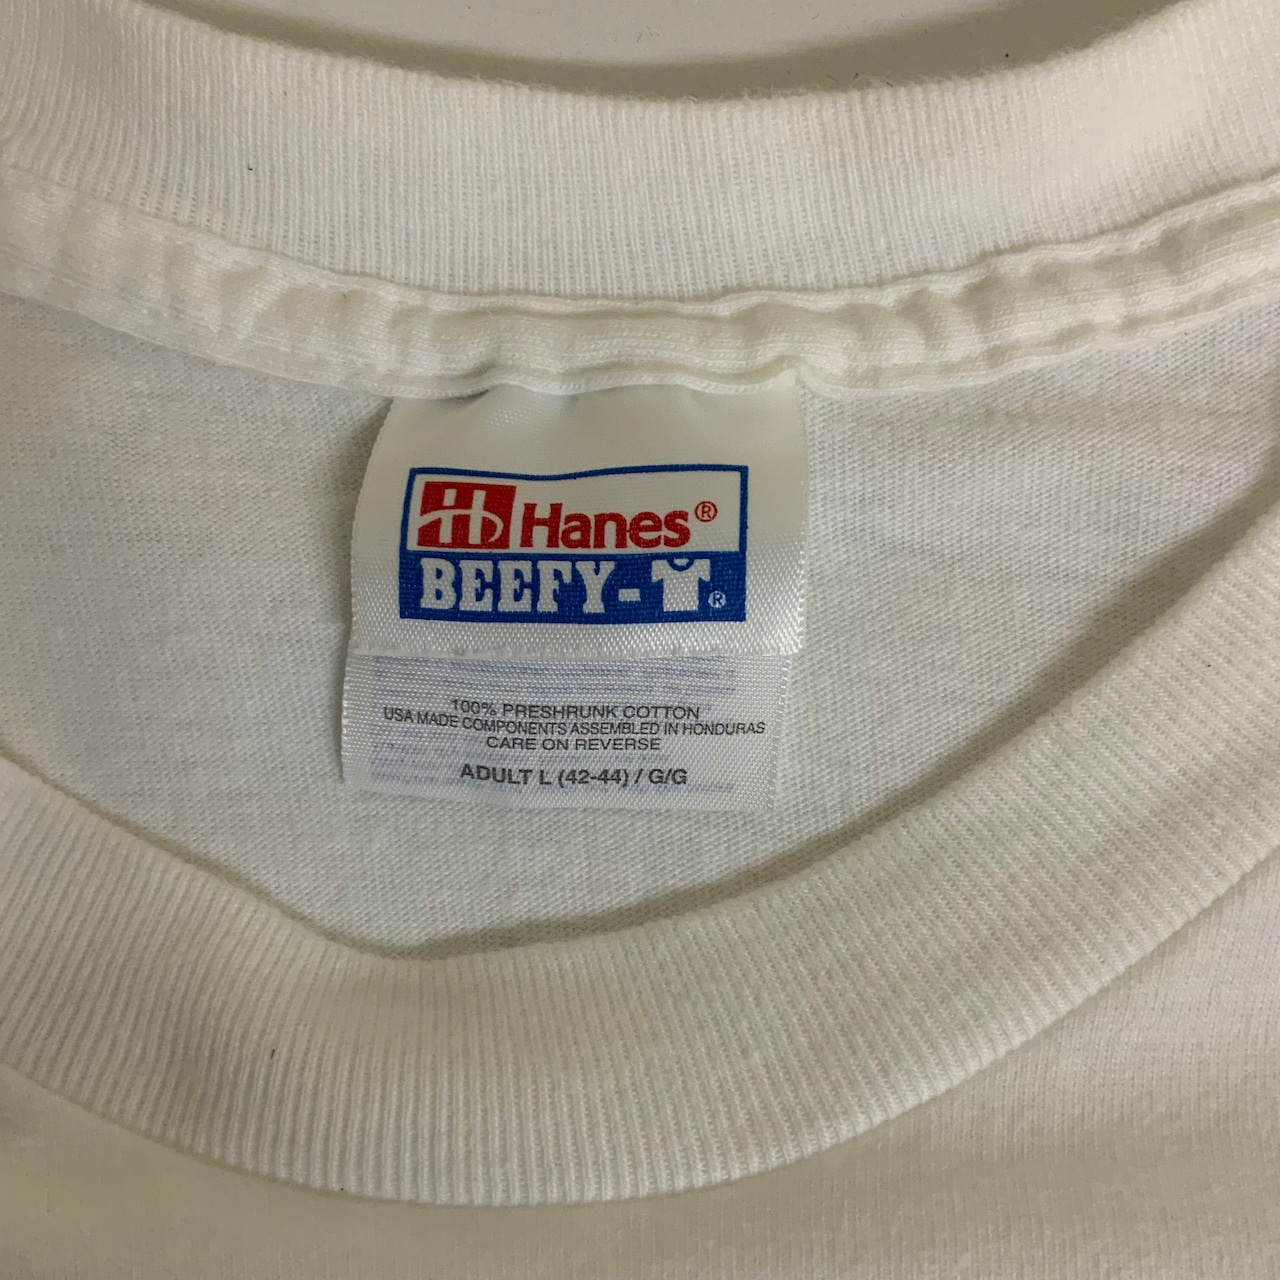 Hanes®
BEEFY-T®
100% PRESHRUNK COTTON
USA MADE COMPONENTS ASSEMBLED IN HONDURAS
CARE ON REVERSE
ADULT L (42-44) / G/G